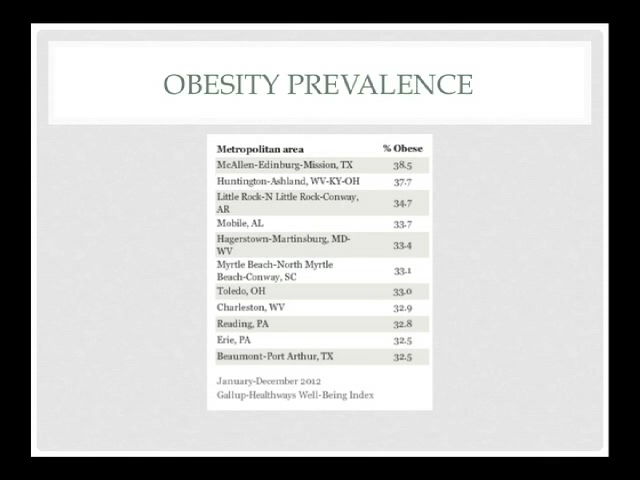 OBESITY PREVALENCE
Metropolitan area % Obese
McAllen-Edinburg-Mission, TX 38.5
Huntington-Ashland, WV-KY-OH 37.7
Little Rock-N Little Rock-Conway,
AR 34.7
Mobile, AL 33.7
Hagerstown-Martinsburg, MD-
WV 33.4
Myrtle Beach-North Myrtle
Beach-Conway, SC 33.1
Toledo, OH 33.0
Charleston, WV 32.9
Reading, PA 32.8
Erie, PA 32.5
Beaumont-Port Arthur, TX 32.5
January-December 2012
Gallup-Healthways Well-Being Index